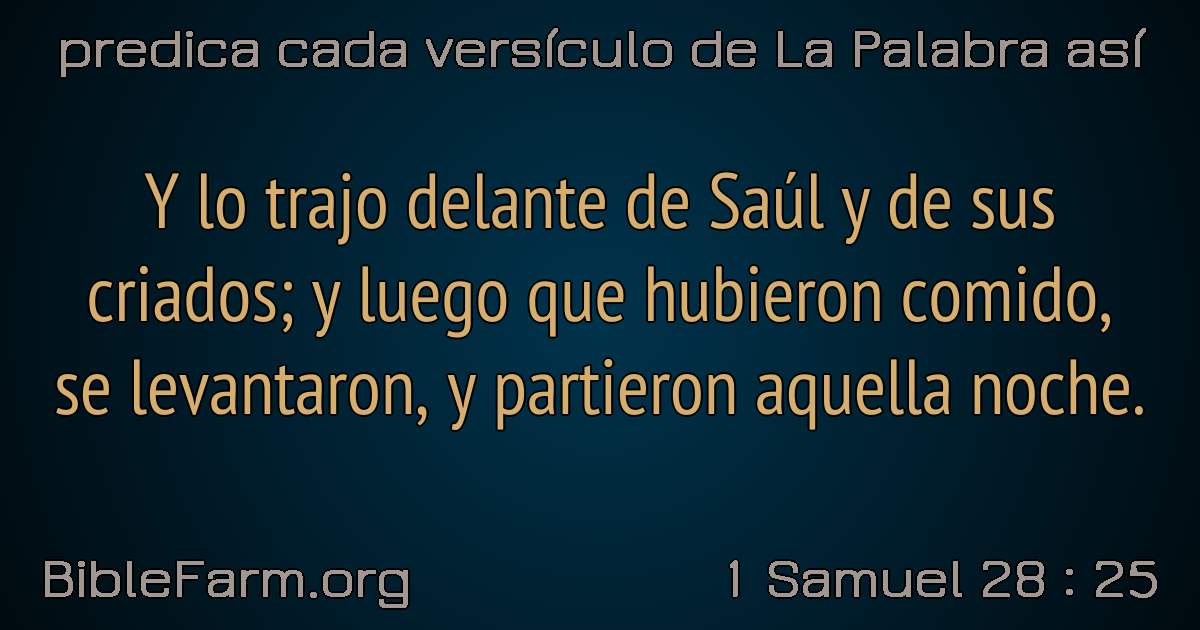 predica cada versículo de La Palabra así
Y lo trajo delante de Saúl y de sus
criados; y luego que hubieron comido,
se levantaron, y partieron aquella noche.
BibleFarm.org
1 Samuel 28 : 25